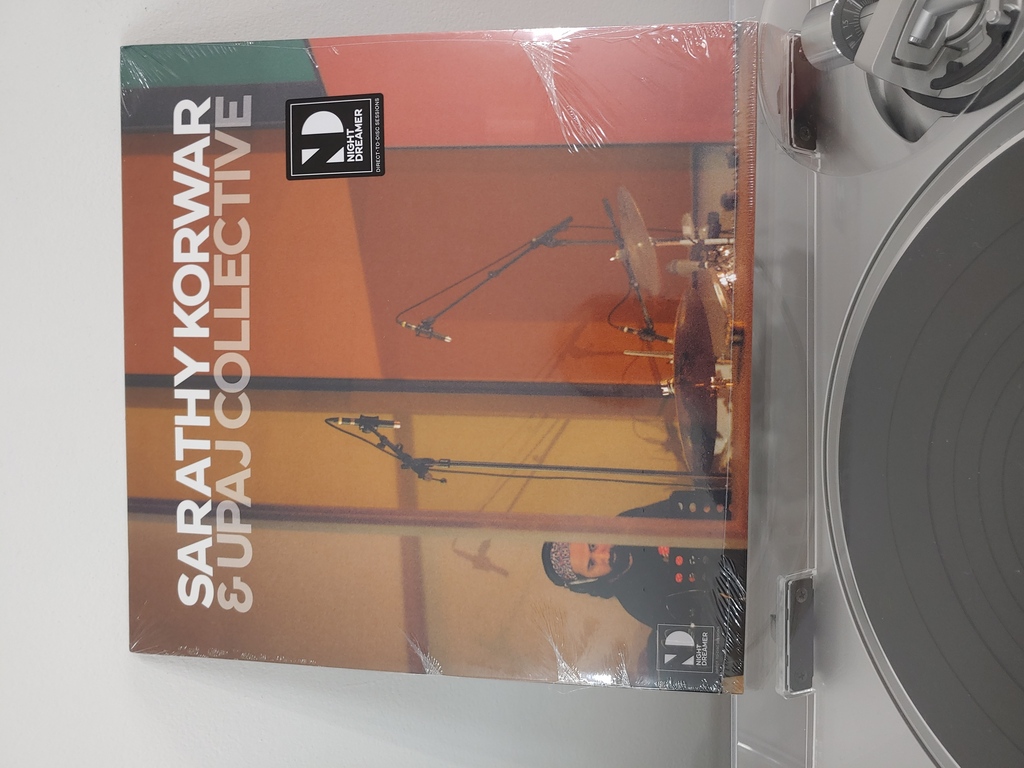 SARATHY KORWAR
& UPAJ COLLECTIVE
ND
NIGHT
DREAMER
DIRECT-TO-DISC SESSIONS
ND
NIGHT
DREAMER